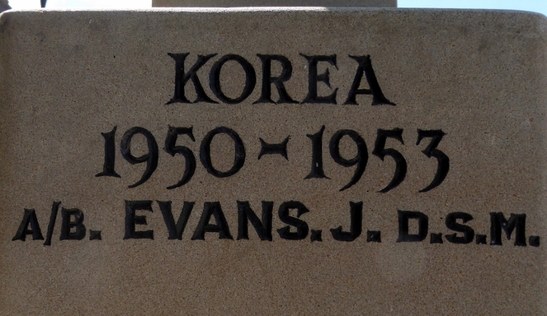 KOREA
1950-1953
A/B. EVANS. J. D.S.M.